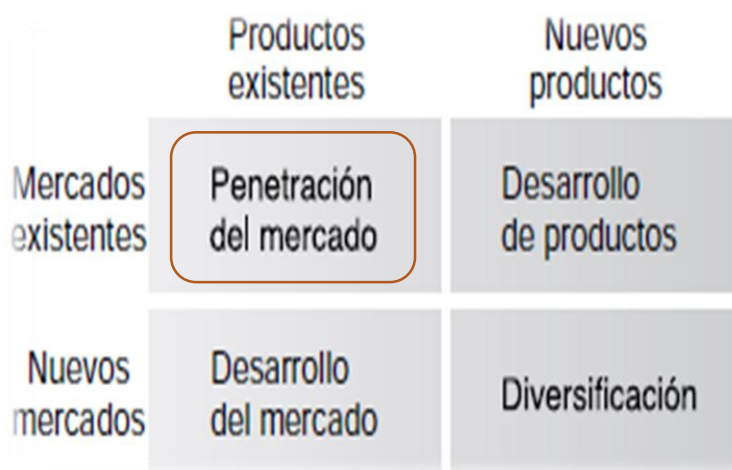 Productos
existentes
Nuevos
productos
Mercados
existentes
Penetración
del mercado
Desarrollo
de productos
Nuevos
mercados
Desarrollo
del mercado
Diversificación